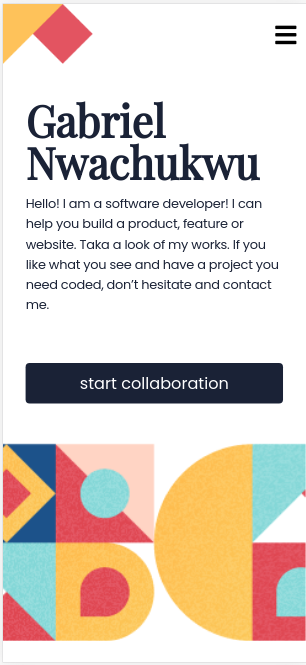 Gabriel
Nwachukwu
Hello! I am a software developer! I can
help you build a product, feature or
website. Taka a look of my works. If you
like what you see and have a project you
need coded, don’t hesitate and contact
me.
start collaboration